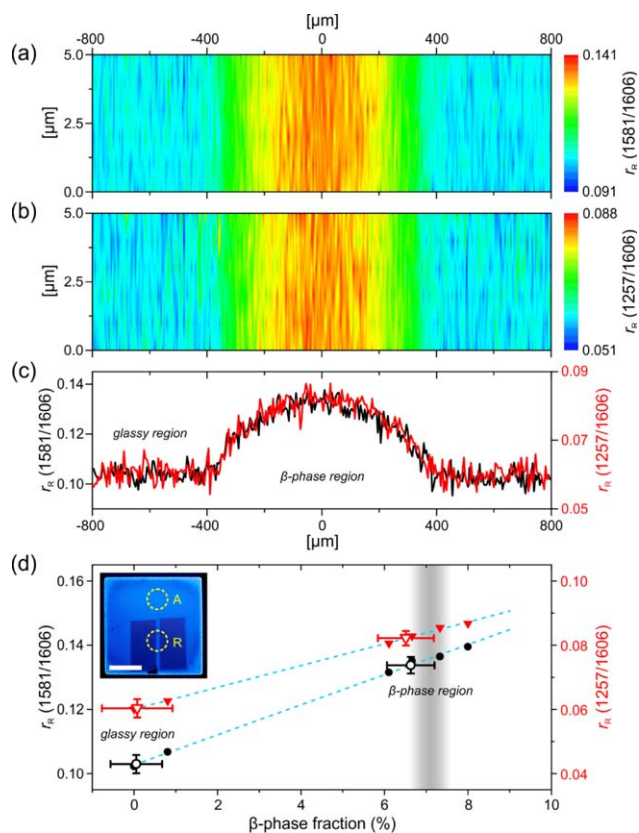 [μm]
-800 -400 0 400 800
(a)
5.0
2.5
0.0
[μm]
0.141
0.091
r_R (1581/1606)
(b)
5.0
2.5
0.0
[μm]
0.088
0.051
r_R (1257/1606)
(c)
0.14
0.12
0.10
r_R (1581/1606)
glassy region
β-phase region
0.09
0.07
0.05
r_R (1257/1606)
-800 -400 0 400 800
[μm]
(d)
0.16
0.14
0.12
0.10
r_R (1581/1606)
A
R
glassy region
β-phase region
0.10
0.08
0.06
0.04
r_R (1257/1606)
0 2 4 6 8 10
β-phase fraction (%)